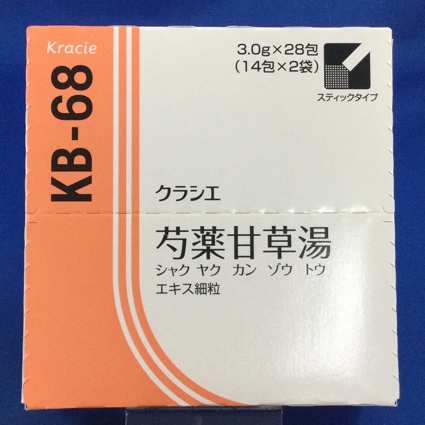 Kracie
KB-68
3.0g×28包
(14包×2袋)
スティックタイプ
クラシエ
芍薬甘草湯
シャク ヤク カン ゾウ トウ
エキス細粒